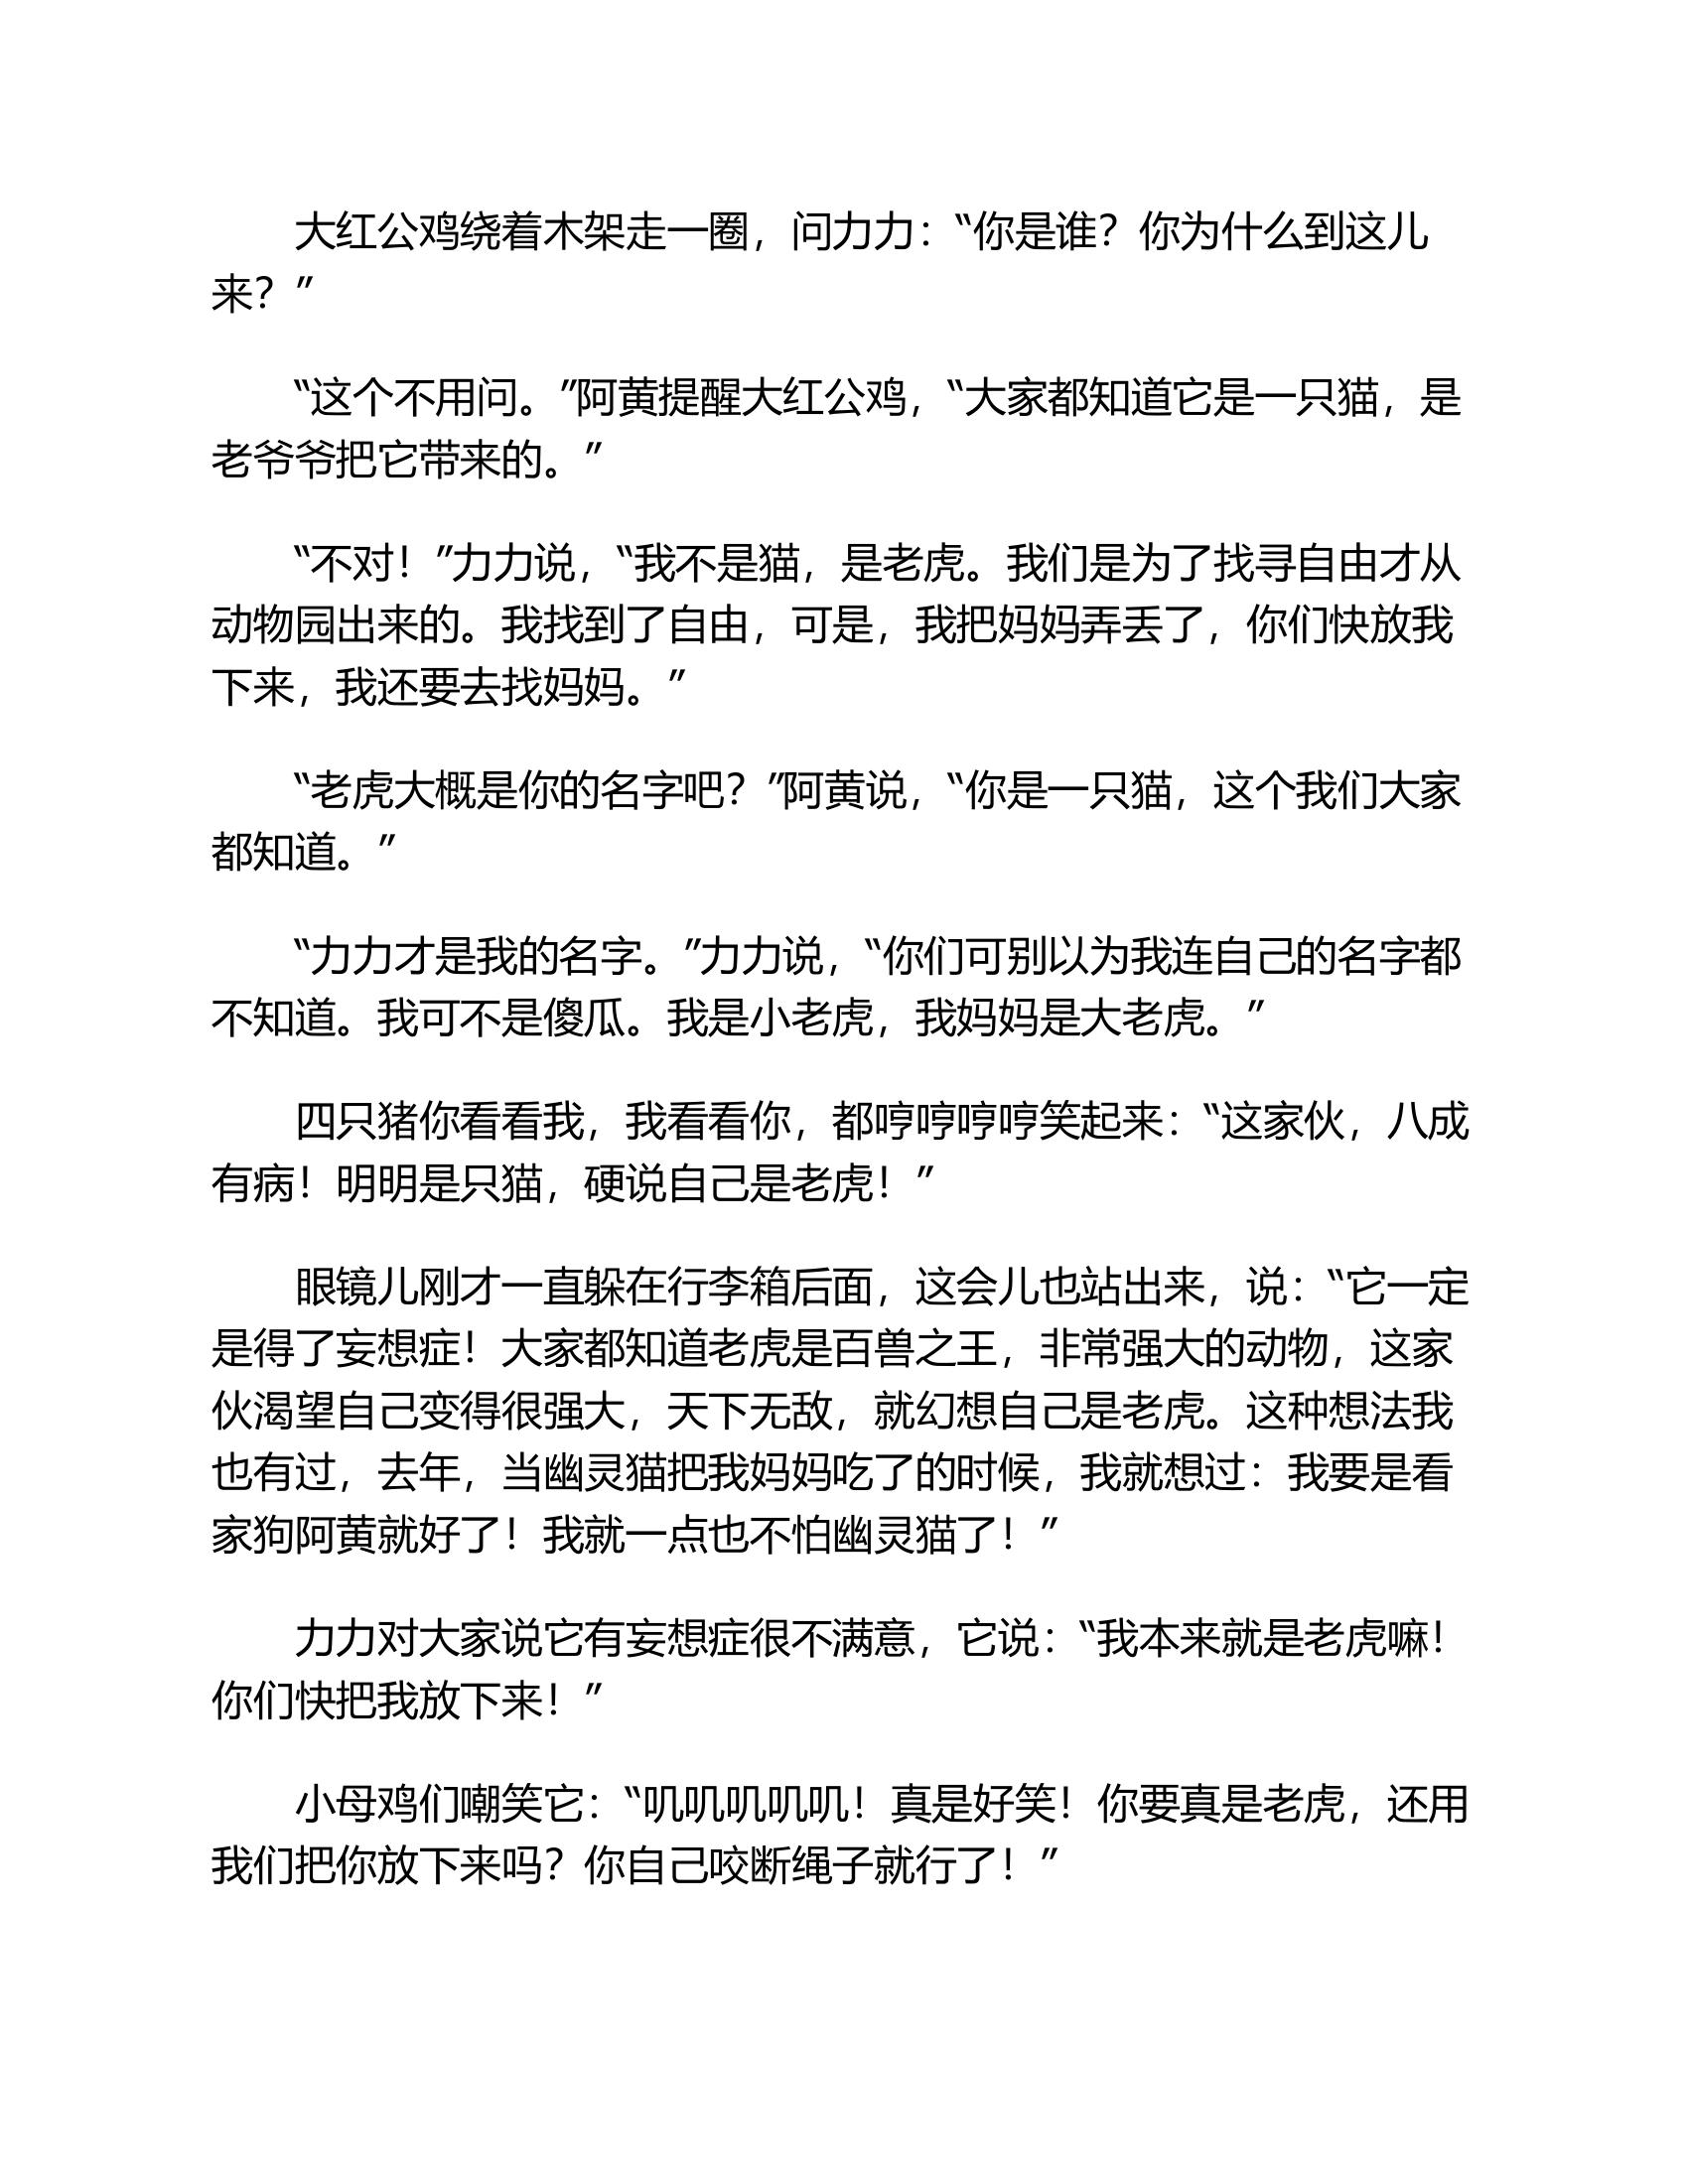 大红公鸡绕着木架走一圈，问力力：“你是谁？你为什么到这儿
来？”
“这个不用问。”阿黄提醒大红公鸡，“大家都知道它是一只猫，是
老爷爷把它带来的。”
“不对！”力力说，“我不是猫，是老虎。我们是为了找寻自由才从
动物园出来的。我找到了自由，可是，我把妈妈弄丢了，你们快放我
下来，我还要去找妈妈。”
“老虎大概是你的名字吧？”阿黄说，“你是一只猫，这个我们大家
都知道。”
“力力才是我的名字。”力力说，“你们可别以为我连自己的名字都
不知道。我可不是傻瓜。我是小老虎，我妈妈是大老虎。”
四只猪你看看我，我看看你，都哼哼哼哼笑起来：“这家伙，八成
有病！明明是只猫，硬说自己是老虎！”
眼镜儿刚才一直躲在行李箱后面，这会儿也站出来，说：“它一定
是得了妄想症！大家都知道老虎是百兽之王，非常强大的动物，这家
伙渴望自己变得很强大，天下无敌，就幻想自己是老虎。这种想法我
也有过，去年，当幽灵猫把我妈妈吃了的时候，我就想过：我要是看
家狗阿黄就好了！我就一点也不怕幽灵猫了！”
力力对大家说它有妄想症很不满意，它说：“我本来就是老虎嘛！
你们快把我放下来！”
小母鸡们嘲笑它：“叽叽叽叽叽！真是好笑！你要真是老虎，还用
我们把你放下来吗？你自己咬断绳子就行了！”